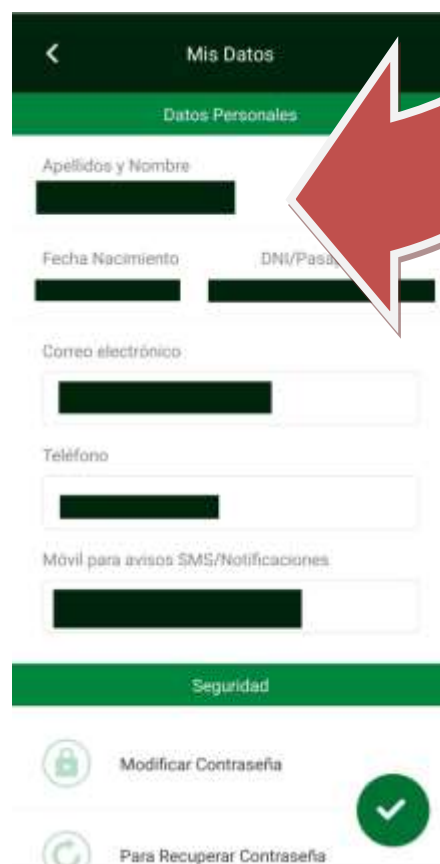 Mis Datos
Datos Personales
Apellidos y Nombre
Fecha Nacimiento
Correo electrónico
Teléfono
Móvil para avisos SMS/Notificaciones
Seguridad
Modificar Contraseña
Para Recuperar Contraseña